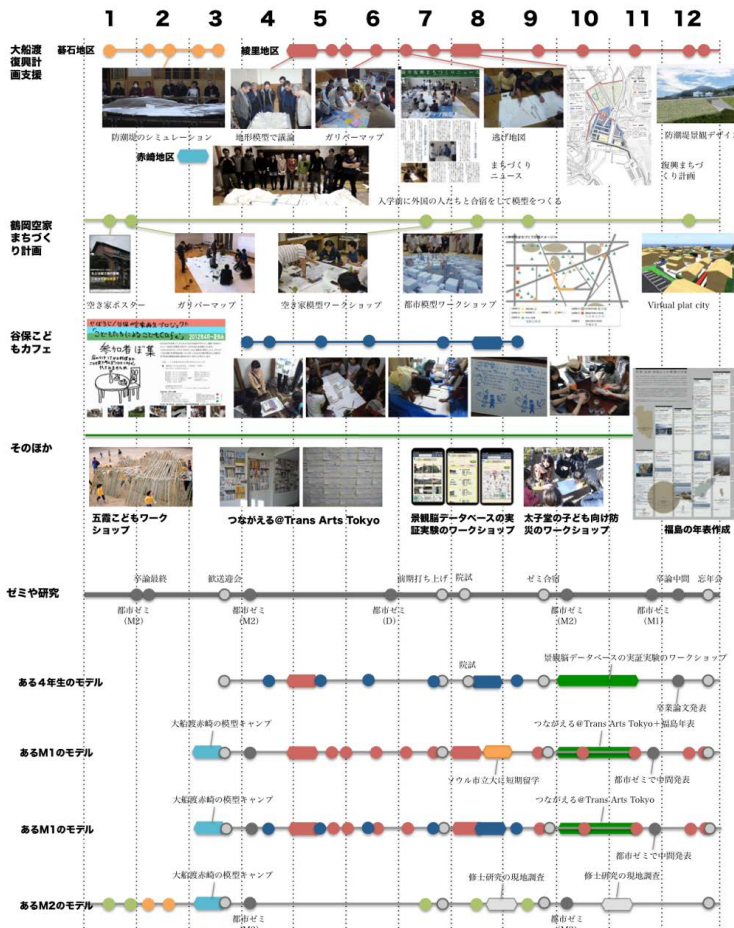 1 2 3 4 5 6 7 8 9 10 11 12
大船渡
復興計
画支援
碁石地区
綾里地区
防潮堤のシミュレーション
地形模型で議論
ガリバーマップ
まちづくり
ニュース
逃げ地図
復興まちづ
くり計画
防潮堤景観デザイ
赤崎地区
入学前に外国の人たちと合宿をして模型をつくる
鶴岡空家
まちづく
り計画
空き家ポスター
ガリバーマップ
空き家模型ワークショップ
都市模型ワークショップ
Virtual plat city
谷保こど
もカフェ
参加者ぼ集
そのほか
五霞こどもワーク
ショップ
つながえる@Trans Arts Tokyo
景観脳データベースの実
証実験のワークショップ
太子堂の子ども向け防
災のワークショップ
福島の年表作成
ゼミや研究
卒論最終
歓送迎会
前期打ち上げ
院試
ゼミ合宿
卒論中間
忘年会
都市ゼミ
(M2)
都市ゼミ
(M2)
都市ゼミ
(D)
都市ゼミ
(M2)
都市ゼミ
(M1)
ある４年生のモデル
院試
景観脳データベースの実証実験のワークショップ
卒業論文発表
あるM1のモデル
大船渡赤崎の模型キャンプ
つながえる@Trans Arts Tokyo＋福島年表
ソウル市立大に短期留学
都市ゼミで中間発表
あるM1のモデル
大船渡赤崎の模型キャンプ
つながえる@Trans Arts Tokyo
都市ゼミで中間発表
あるM2のモデル
大船渡赤崎の模型キャンプ
修士研究の現地調査
修士研究の現地調査
都市ゼミ
都市ゼミ